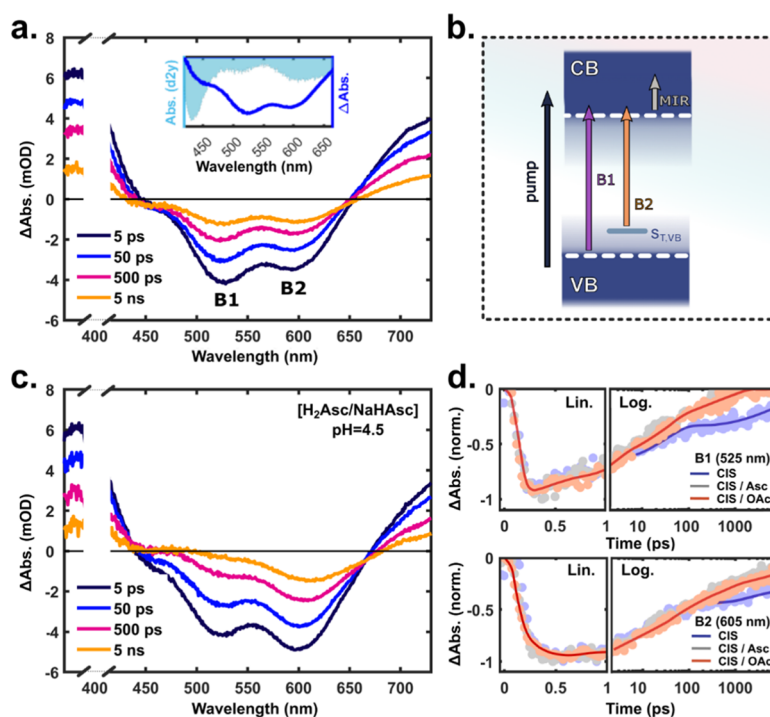 a.
ΔAbs. (mOD)
8
6
4
2
0
-2
-4
-6
400 450 500 550 600 650 700
Wavelength (nm)
5 ps
50 ps
500 ps
5 ns
B1
B2
Abs. (d2y)
ΔAbs.
450 500 550 600 650
Wavelength (nm)
b.
CB
MIR
pump
B1
B2
S_T,VB
VB
c.
[H₂Asc/NaHAsc]
pH=4.5
ΔAbs. (mOD)
8
6
4
2
0
-2
-4
-6
400 450 500 550 600 650 700
Wavelength (nm)
5 ps
50 ps
500 ps
5 ns
d.
Lin.
Log.
ΔAbs. (norm.)
0
-0.5
-1
B1 (525 nm)
CIS
CIS / Asc
CIS / OAc
0 0.5 1 10 100 1000
Time (ps)
Lin.
Log.
ΔAbs. (norm.)
0
-0.5
-1
B2 (605 nm)
CIS
CIS / Asc
CIS / OAc
0 0.5 1 10 100 1000
Time (ps)